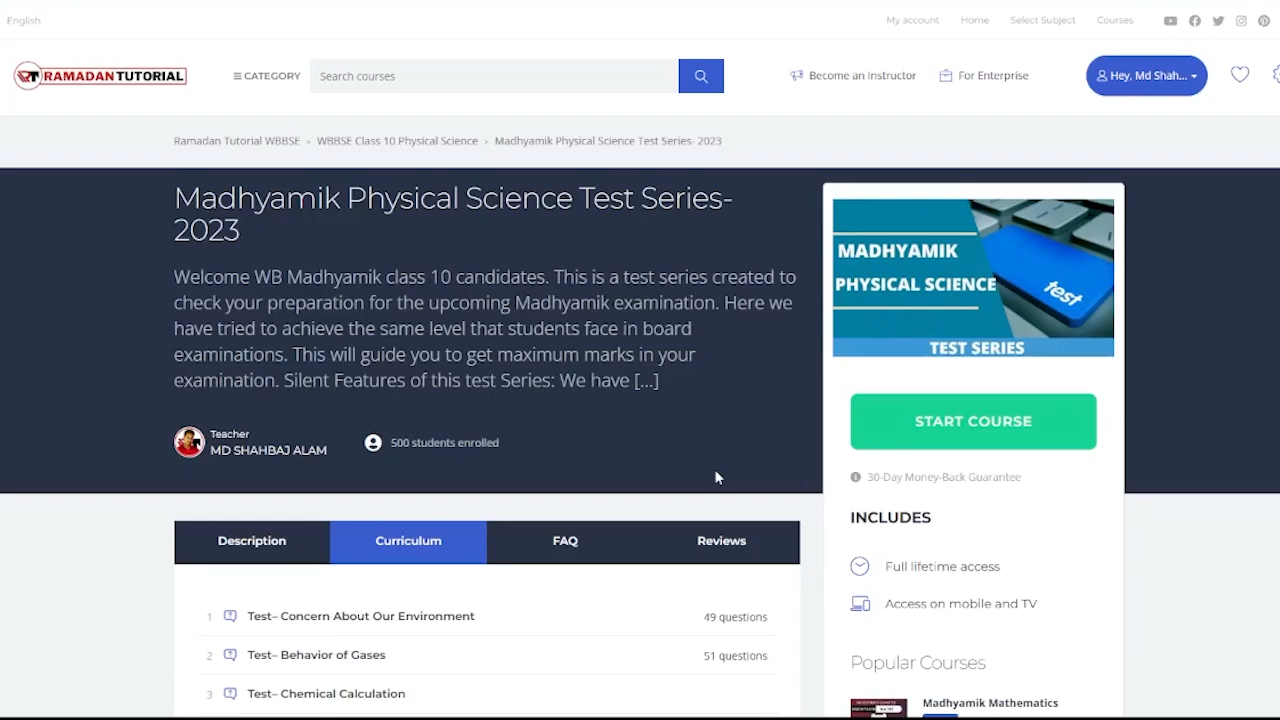 English
My account
Home
Select Subject
Courses
RT RAMADAN TUTORIAL
CATEGORY
Search courses
Become an Instructor
For Enterprise
Hey, Md Shah...
Ramadan Tutorial WBBSE > WBBSE Class 10 Physical Science > Madhyamik Physical Science Test Series- 2023
Madhyamik Physical Science Test Series-
2023
Welcome WB Madhyamik class 10 candidates. This is a test series created to
check your preparation for the upcoming Madhyamik examination. Here we
have tried to achieve the same level that students face in board
examinations. This will guide you to get maximum marks in your
examination. Silent Features of this test Series: We have [...]
Teacher
MD SHAHBAJ ALAM
500 students enrolled
MADHYAMIK
PHYSICAL SCIENCE
test
TEST SERIES
START COURSE
30-Day Money-Back Guarantee
INCLUDES
Full lifetime access
Access on mobile and TV
Popular Courses
Madhyamik Mathematics
Description
Curriculum
FAQ
Reviews
1 Test– Concern About Our Environment 49 questions
2 Test– Behavior of Gases 51 questions
3 Test– Chemical Calculation